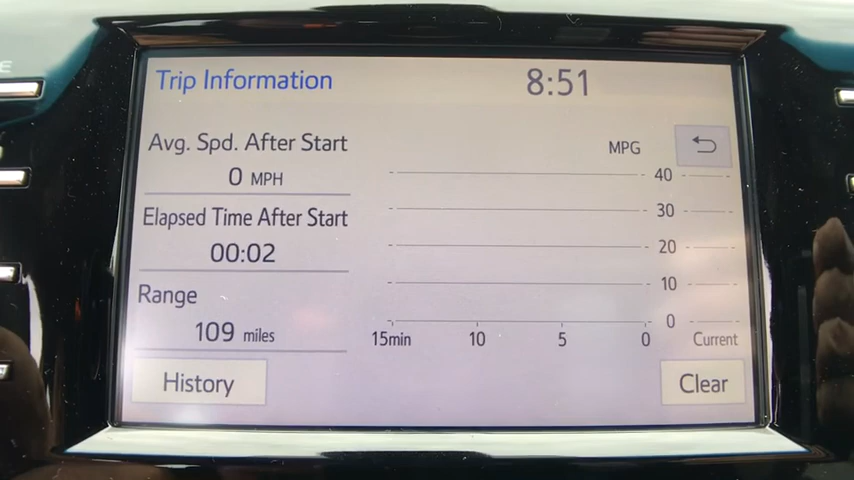 Trip Information
8:51
Avg. Spd. After Start
0 MPH
Elapsed Time After Start
00:02
Range
109 miles
History
MPG
40
30
20
10
0
15min 10 5 0 Current
Clear